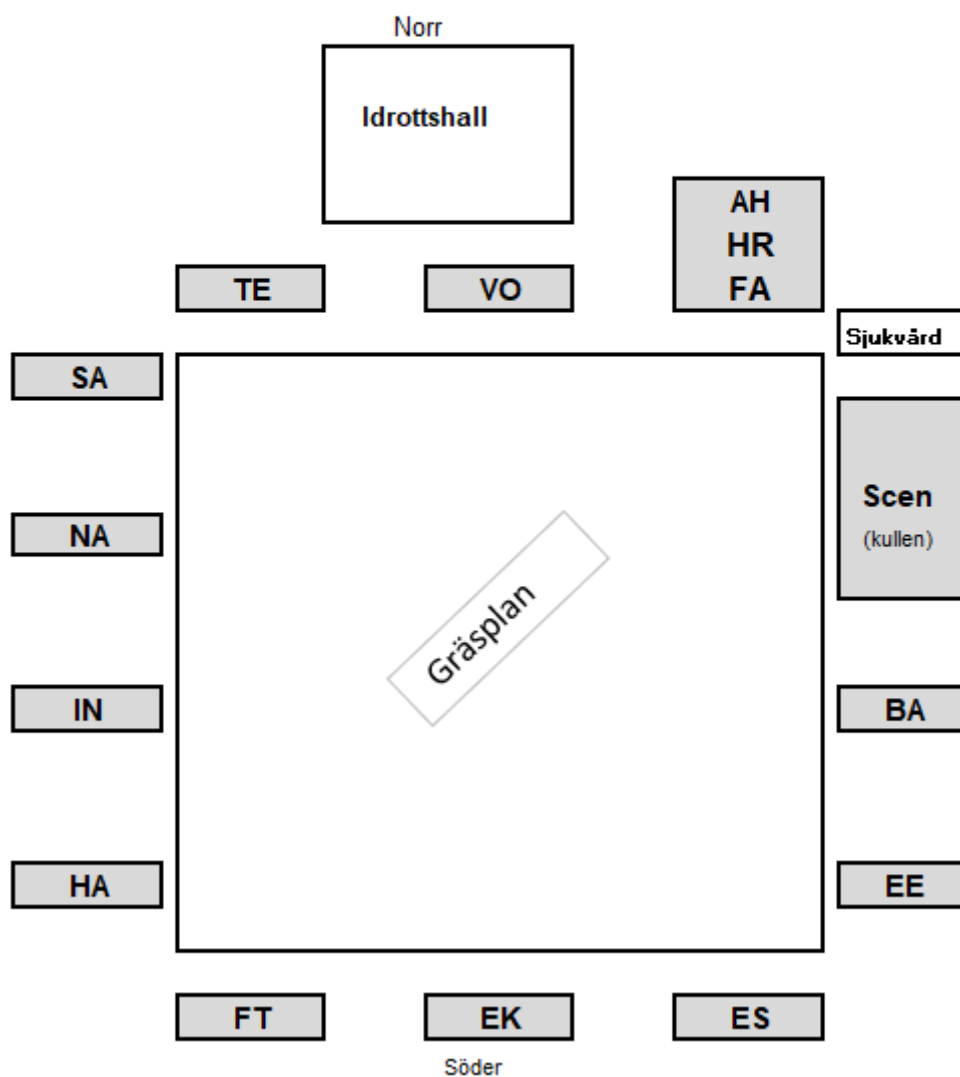 Norr
Idrottshall
AH
HR
FA
TE
VO
Sjukvård
SA
Scen
(kullen)
NA
Gräsplan
IN
BA
HA
EE
FT
EK
ES
Söder